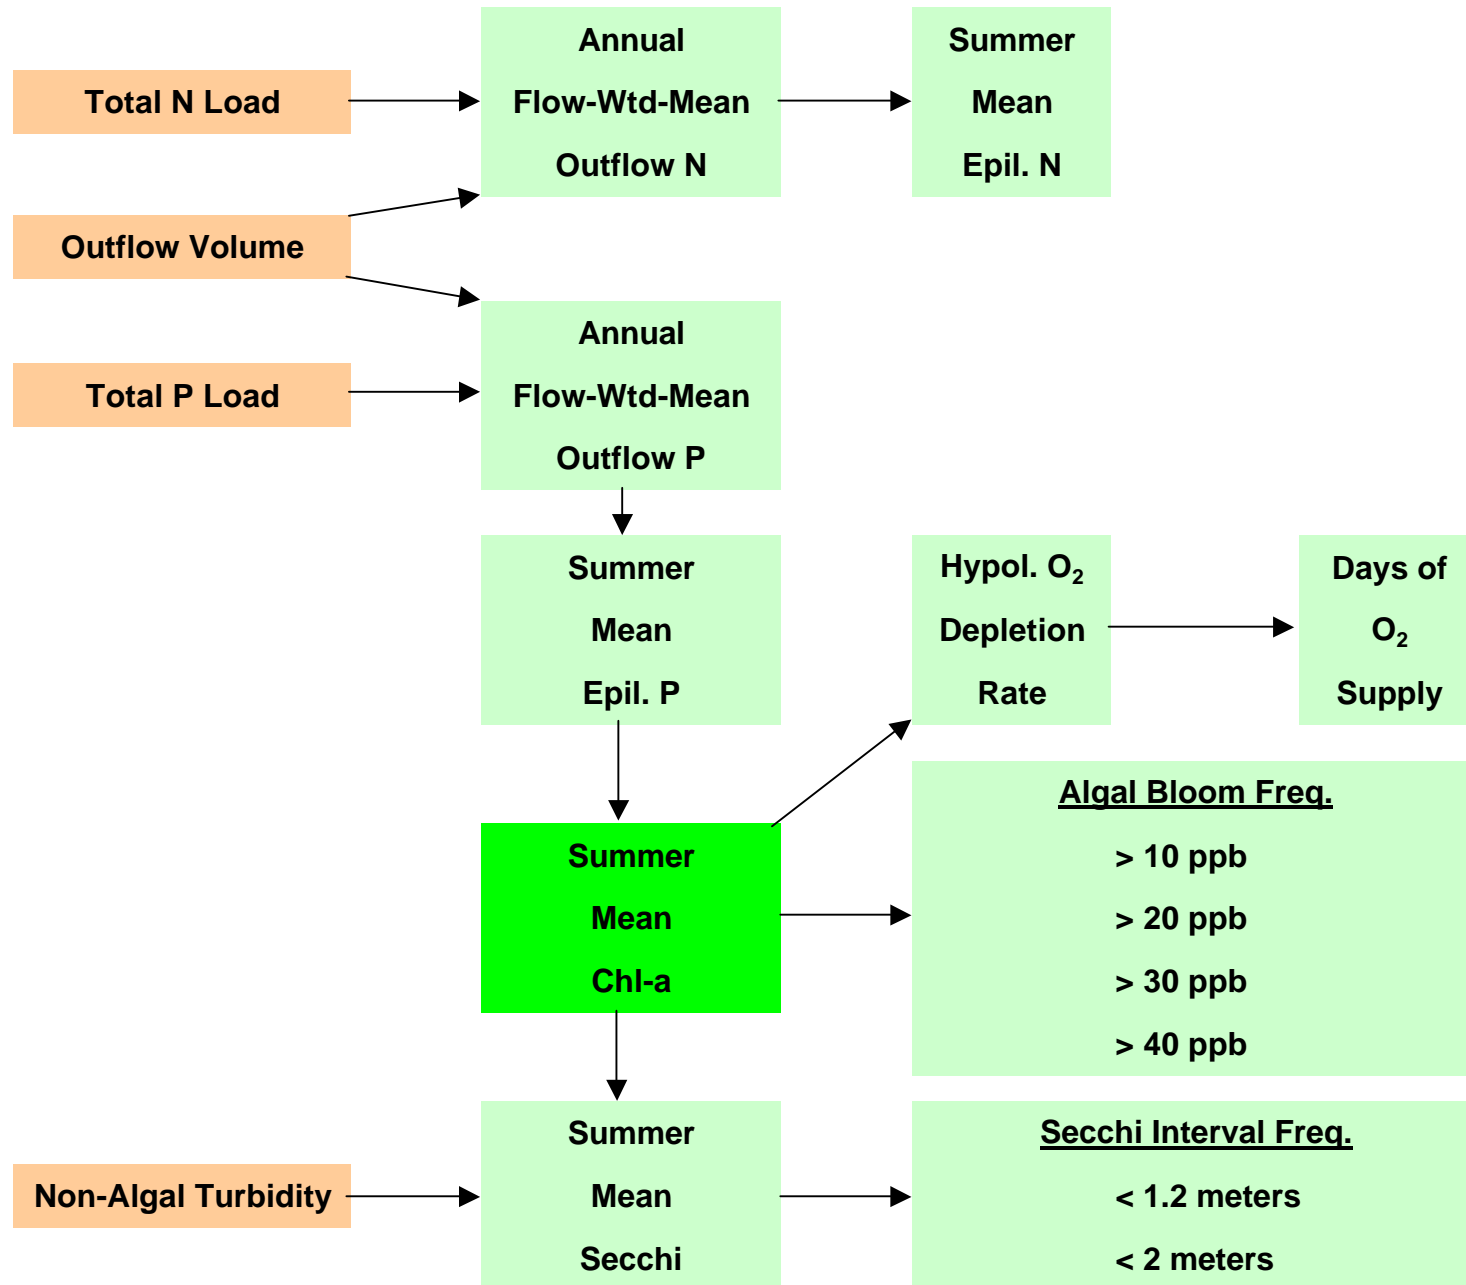 Total N Load
Annual
Flow-Wtd-Mean
Outflow N
Summer
Mean
Epil. N
Outflow Volume
Total P Load
Annual
Flow-Wtd-Mean
Outflow P
Summer
Mean
Epil. P
Hypol. O₂
Depletion
Rate
Days of
O₂
Supply
Summer
Mean
Chl-a
Algal Bloom Freq.
> 10 ppb
> 20 ppb
> 30 ppb
> 40 ppb
Non-Algal Turbidity
Summer
Mean
Secchi
Secchi Interval Freq.
< 1.2 meters
< 2 meters